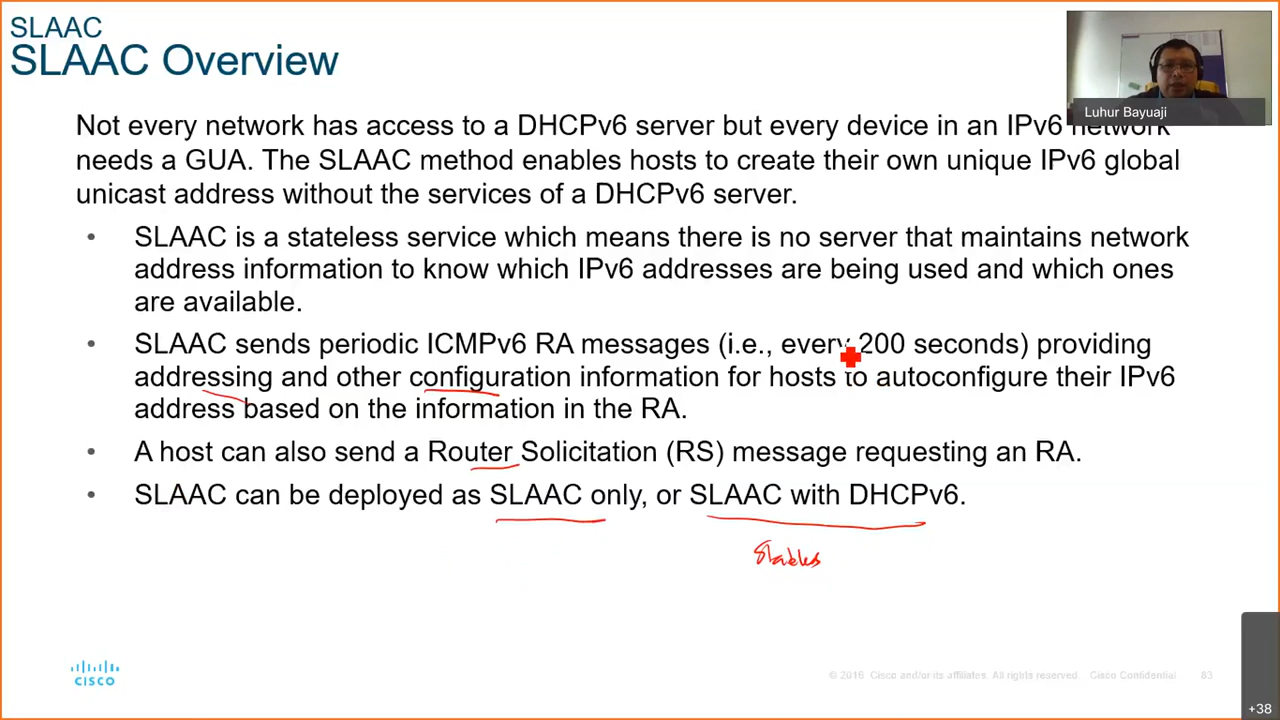 SLAAC
SLAAC Overview
Luhur Bayuaji
Not every network has access to a DHCPv6 server but every device in an IPv6 network
needs a GUA. The SLAAC method enables hosts to create their own unique IPv6 global
unicast address without the services of a DHCPv6 server.
• SLAAC is a stateless service which means there is no server that maintains network
address information to know which IPv6 addresses are being used and which ones
are available.
• SLAAC sends periodic ICMPv6 RA messages (i.e., every 200 seconds) providing
addressing and other configuration information for hosts to autoconfigure their IPv6
address based on the information in the RA.
• A host can also send a Router Solicitation (RS) message requesting an RA.
• SLAAC can be deployed as SLAAC only, or SLAAC with DHCPv6.
CISCO
© 2016 Cisco and/or its affiliates. All rights reserved. Cisco Confidential 83
+38